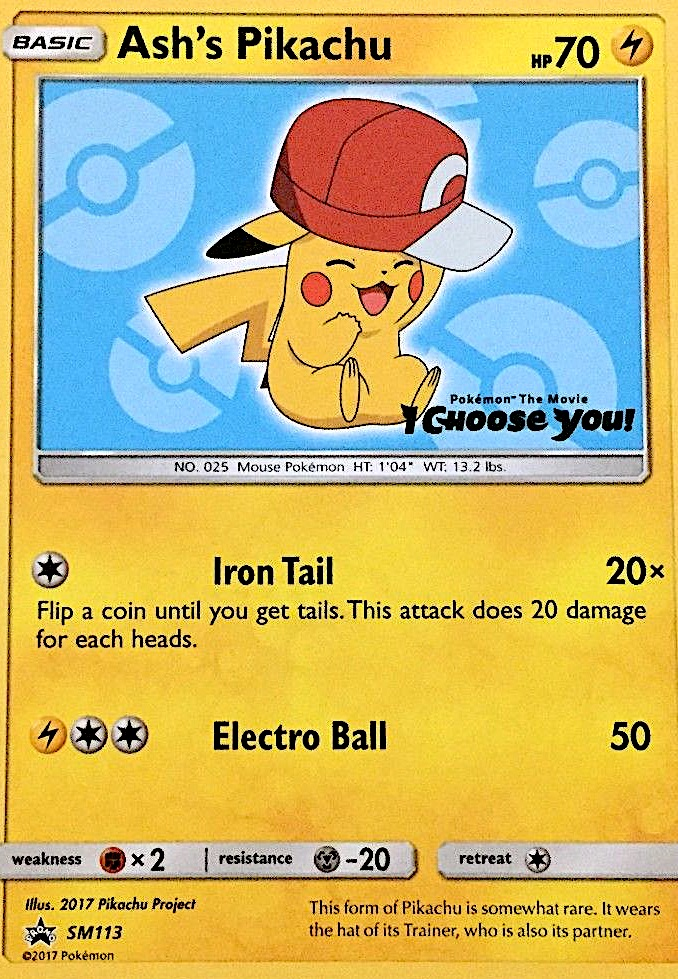 BASIC Ash's Pikachu HP 70
Pokémon™ The Movie
I CHOOSE YOU!
NO. 025 Mouse Pokémon HT: 1'04" WT: 13.2 lbs.
Iron Tail 20×
Flip a coin until you get tails. This attack does 20 damage
for each heads.
Electro Ball 50
weakness ×2 resistance -20 retreat
Illus. 2017 Pikachu Project
SM113
©2017 Pokémon
This form of Pikachu is somewhat rare. It wears
the hat of its Trainer, who is also its partner.